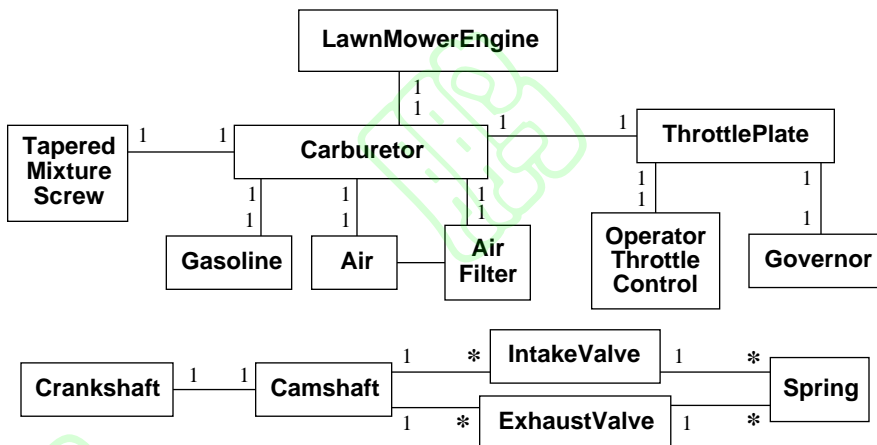 LawnMowerEngine
1
1
Tapered
Mixture
Screw
1 1
Carburetor
1 1
ThrottlePlate
1 1 1
1 1 1
1 1
1 1
Gasoline
Air
Air
Filter
Operator
Throttle
Control
Governor
Crankshaft
1 1
Camshaft
1 *
IntakeValve
1 *
Spring
1 *
ExhaustValve
1 *